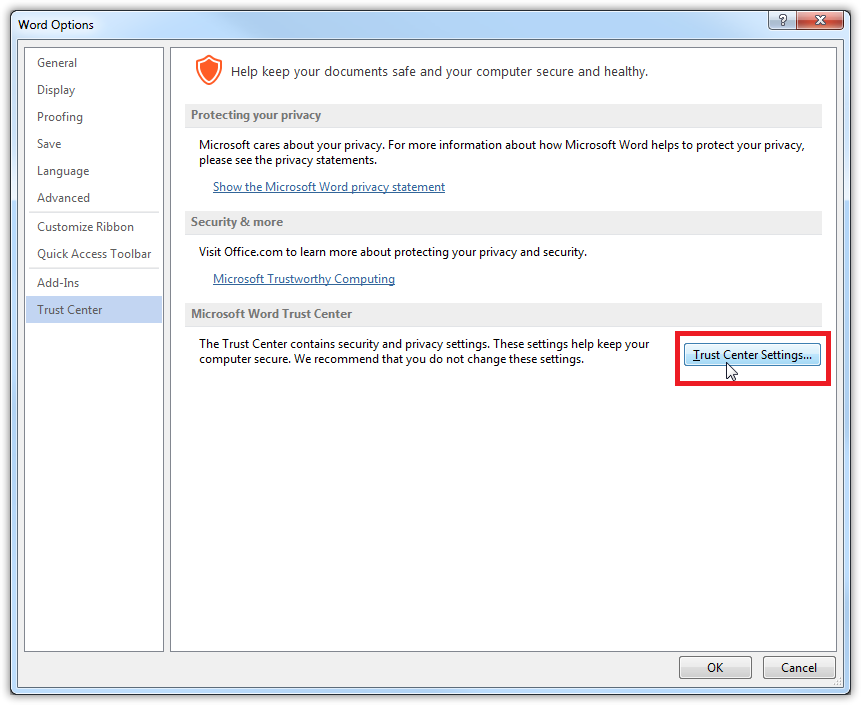 Word Options
?
General
Display
Proofing
Save
Language
Advanced
Customize Ribbon
Quick Access Toolbar
Add-Ins
Trust Center
Help keep your documents safe and your computer secure and healthy.
Protecting your privacy
Microsoft cares about your privacy. For more information about how Microsoft Word helps to protect your privacy,
please see the privacy statements.
Show the Microsoft Word privacy statement
Security & more
Visit Office.com to learn more about protecting your privacy and security.
Microsoft Trustworthy Computing
Microsoft Word Trust Center
The Trust Center contains security and privacy settings. These settings help keep your
computer secure. We recommend that you do not change these settings.
Trust Center Settings...
OK
Cancel